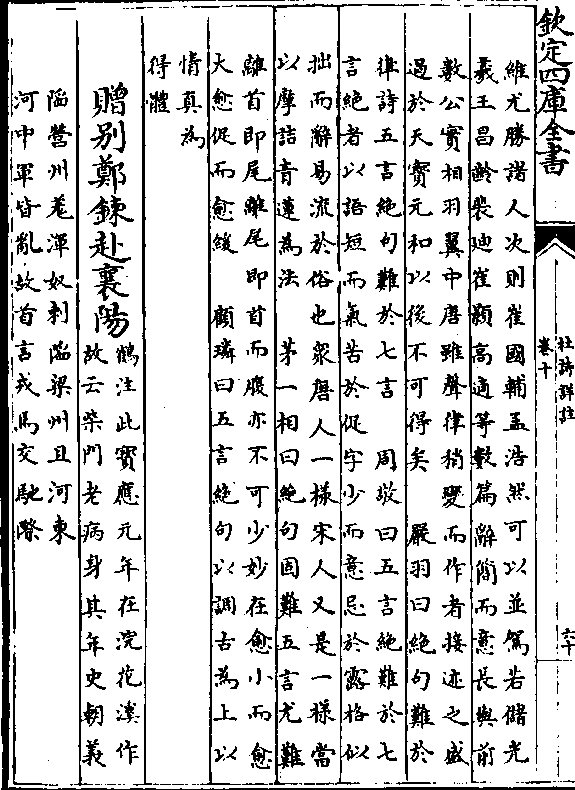 欽定四庫全書
杜詩詳註
卷十
六十
維尤勝諸人次則崔國輔孟浩然可以並駕若儲光
羲王昌齡裴迪崔顥高適等數篇辭簡而意長與前
數公實相羽翼中唐雖聲律稍變而作者接迹之盛
過於天寶元和以後不可得矣 嚴羽曰絶句難於
律詩五言絶句難於七言 周敬曰五言絶難於七
言絶者以語短而氣苦於促字少而意忌於露格似
拙而辭易流於俗也衆唐人一様宋人又是一様當
以摩詰青蓮為法 茅一相曰絶句固難五言尤難
離首即尾離尾即首而腹亦不可少妙在愈小而愈
大愈促而愈緩 顧璘曰五言絶句以調古為上以
情真為
得體
贈别鄭鍊赴襄陽
鶴注此寶應元年在浣花溪作
故云柴門老病身其年史朝義
陷營州羌渾奴刺陷梁州且河東
河中軍皆亂故首言戎馬交馳際